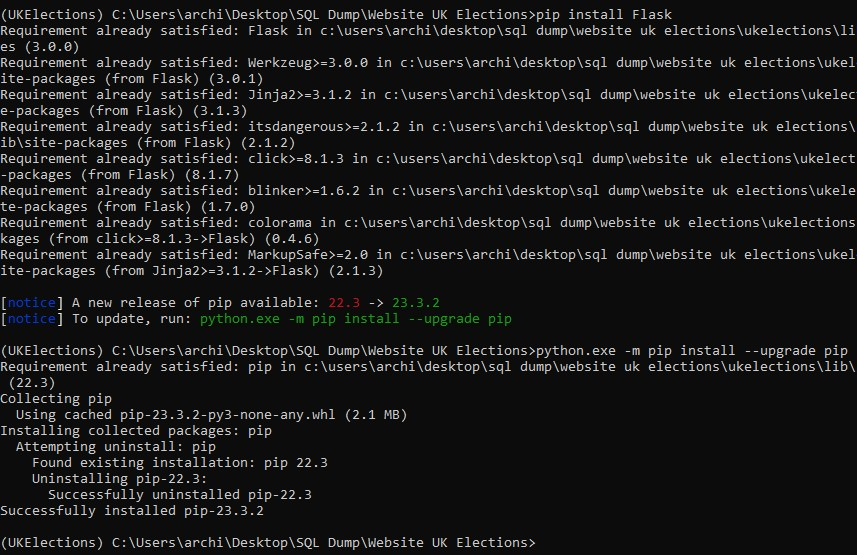 (UKElections) C:\Users\archi\Desktop\SQL Dump\Website UK Elections>pip install Flask
Requirement already satisfied: Flask in c:\users\archi\desktop\sql dump\website uk elections\ukelections\li
es (3.0.0)
Requirement already satisfied: Werkzeug>=3.0.0 in c:\users\archi\desktop\sql dump\website uk elections\ukel
ite-packages (from Flask) (3.0.1)
Requirement already satisfied: Jinja2>=3.1.2 in c:\users\archi\desktop\sql dump\website uk elections\ukelec
e-packages (from Flask) (3.1.3)
Requirement already satisfied: itsdangerous>=2.1.2 in c:\users\archi\desktop\sql dump\website uk elections\
ib\site-packages (from Flask) (2.1.2)
Requirement already satisfied: click>=8.1.3 in c:\users\archi\desktop\sql dump\website uk elections\ukelect
-packages (from Flask) (8.1.7)
Requirement already satisfied: blinker>=1.6.2 in c:\users\archi\desktop\sql dump\website uk elections\ukele
te-packages (from Flask) (1.7.0)
Requirement already satisfied: colorama in c:\users\archi\desktop\sql dump\website uk elections\ukelections
kages (from click>=8.1.3->Flask) (0.4.6)
Requirement already satisfied: MarkupSafe>=2.0 in c:\users\archi\desktop\sql dump\website uk elections\ukel
ite-packages (from Jinja2>=3.1.2->Flask) (2.1.3)
[notice] A new release of pip available: 22.3 -> 23.3.2
[notice] To update, run: python.exe -m pip install --upgrade pip
(UKElections) C:\Users\archi\Desktop\SQL Dump\Website UK Elections>python.exe -m pip install --upgrade pip
Requirement already satisfied: pip in c:\users\archi\desktop\sql dump\website uk elections\ukelections\lib\
(22.3)
Collecting pip
Using cached pip-23.3.2-py3-none-any.whl (2.1 MB)
Installing collected packages: pip
Attempting uninstall: pip
Found existing installation: pip 22.3
Uninstalling pip-22.3:
Successfully uninstalled pip-22.3
Successfully installed pip-23.3.2
(UKElections) C:\Users\archi\Desktop\SQL Dump\Website UK Elections>